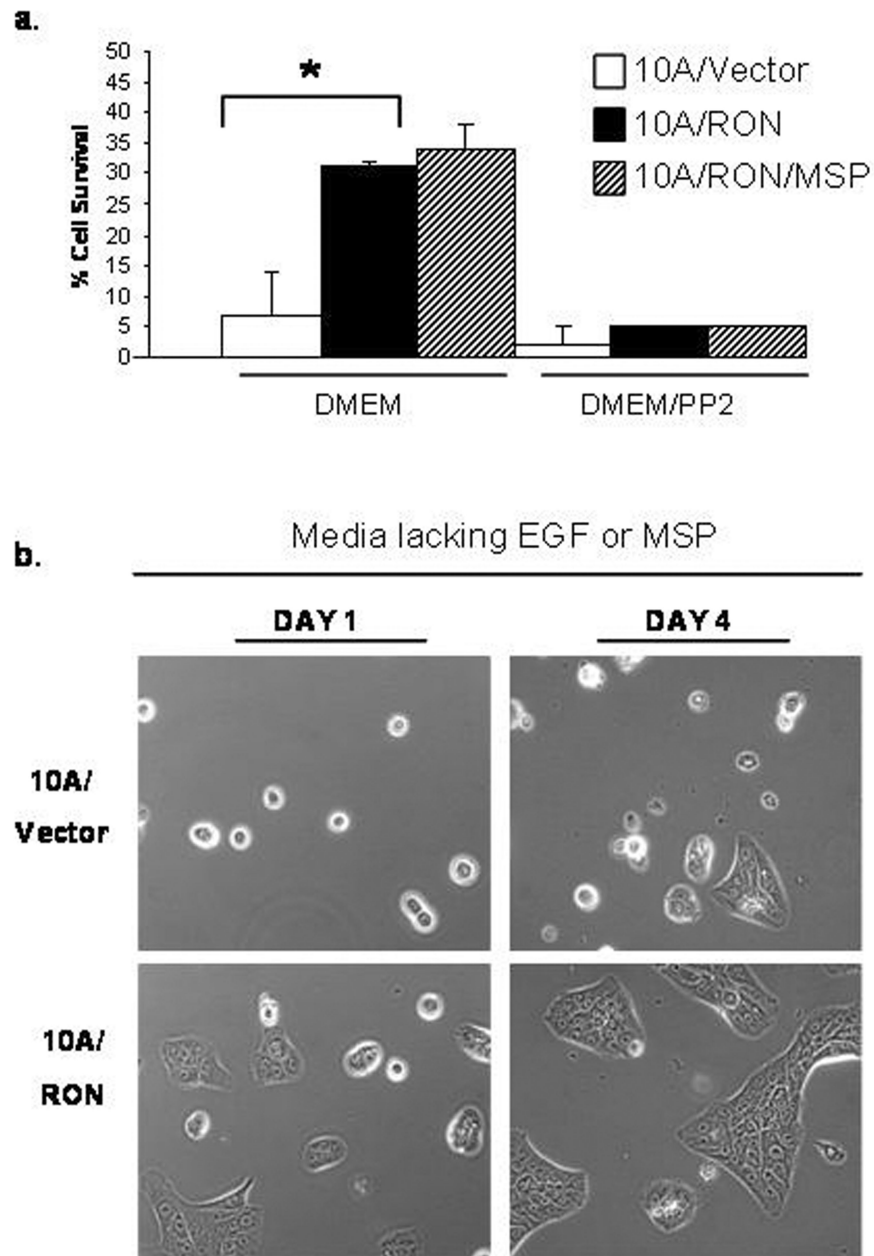 a.
50
45
40
35
30
25
20
15
10
5
0
% Cell Survival
*
10A/Vector
10A/RON
10A/RON/MSP
DMEM
DMEM/PP2
b.
Media lacking EGF or MSP
DAY 1
DAY 4
10A/
Vector
10A/
RON